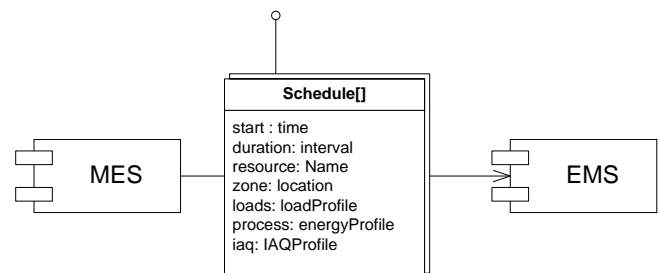 Schedule[]
start : time
duration: interval
resource: Name
zone: location
loads: loadProfile
process: energyProfile
iaq: IAQProfile
MES
EMS